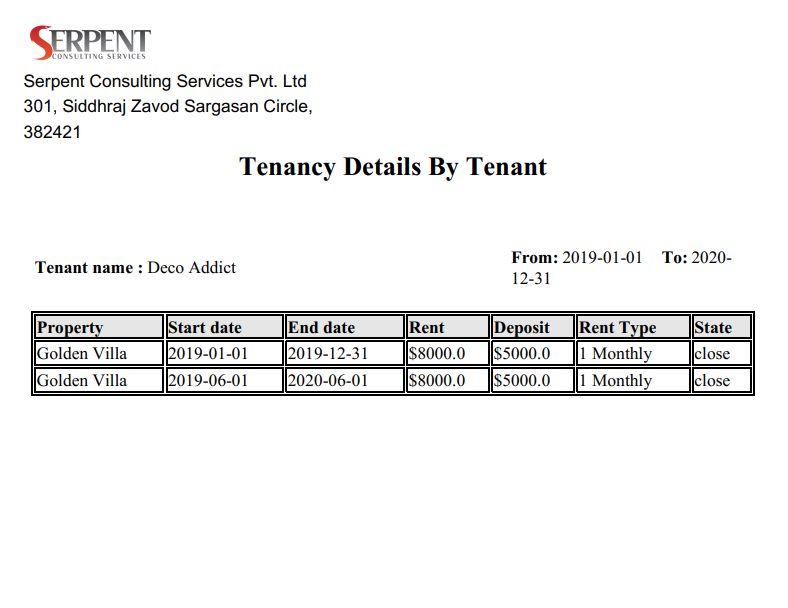 SERPENT
CONSULTING SERVICES
Serpent Consulting Services Pvt. Ltd
301, Siddhraj Zavod Sargasan Circle,
382421
Tenancy Details By Tenant
Tenant name : Deco Addict
From: 2019-01-01 To: 2020-
12-31
Property Start date End date Rent Deposit Rent Type State
Golden Villa 2019-01-01 2019-12-31 $8000.0 $5000.0 1 Monthly close
Golden Villa 2019-06-01 2020-06-01 $8000.0 $5000.0 1 Monthly close